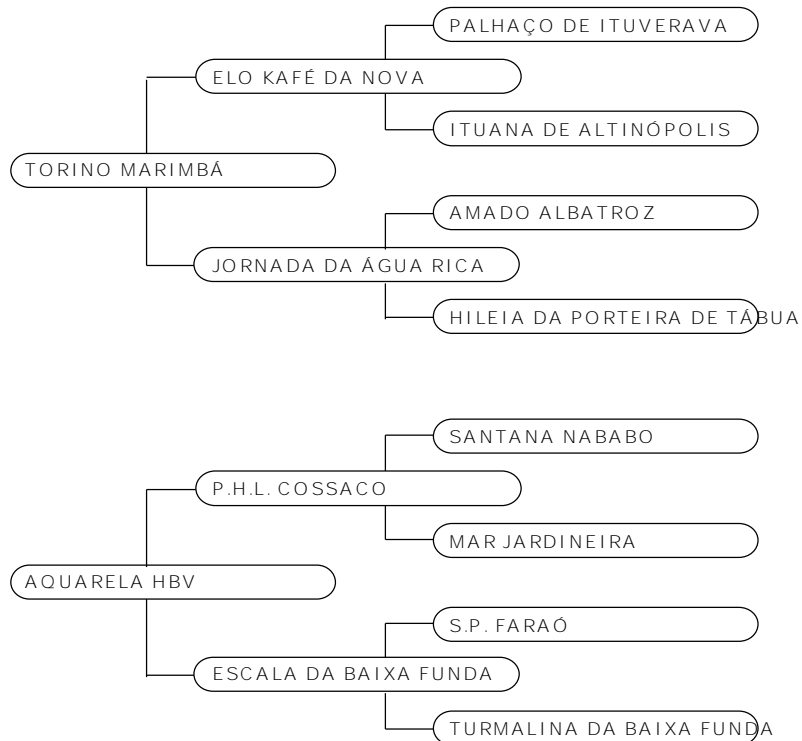 PALHAÇO DE ITUVERAVA
ELO KAFÉ DA NOVA
ITUANA DE ALTINÓPOLIS
TORINO MARIMBÁ
AMADO ALBATROZ
JORNADA DA ÁGUA RICA
HILEIA DA PORTEIRA DE TÁBUA
SANTANA NABABO
P.H.L. COSSACO
MAR JARDINEIRA
AQUARELA HBV
S.P. FARAÓ
ESCALA DA BAIXA FUNDA
TURMALINA DA BAIXA FUNDA